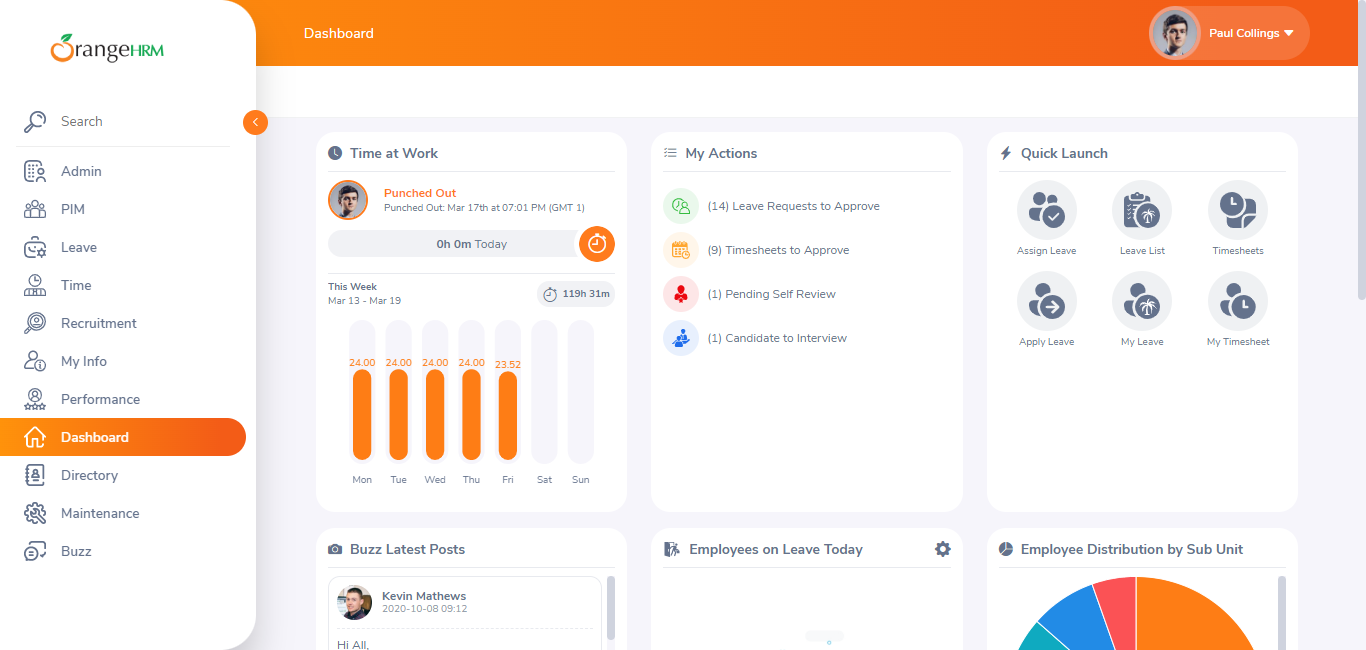 OrangeHRM
Dashboard
Paul Collings
Search
Admin
PIM
Leave
Time
Recruitment
My Info
Performance
Dashboard
Directory
Maintenance
Buzz
Time at Work
Punched Out
Punched Out: Mar 17th at 07:01 PM (GMT 1)
0h 0m Today
This Week
Mar 13 - Mar 19
119h 31m
24.00 24.00 24.00 24.00 23.52
Mon Tue Wed Thu Fri Sat Sun
My Actions
(14) Leave Requests to Approve
(9) Timesheets to Approve
(1) Pending Self Review
(1) Candidate to Interview
Quick Launch
Assign Leave Leave List Timesheets
Apply Leave My Leave My Timesheet
Buzz Latest Posts
Kevin Mathews
2020-10-08 09:12
Hi All,
Employees on Leave Today
Employee Distribution by Sub Unit